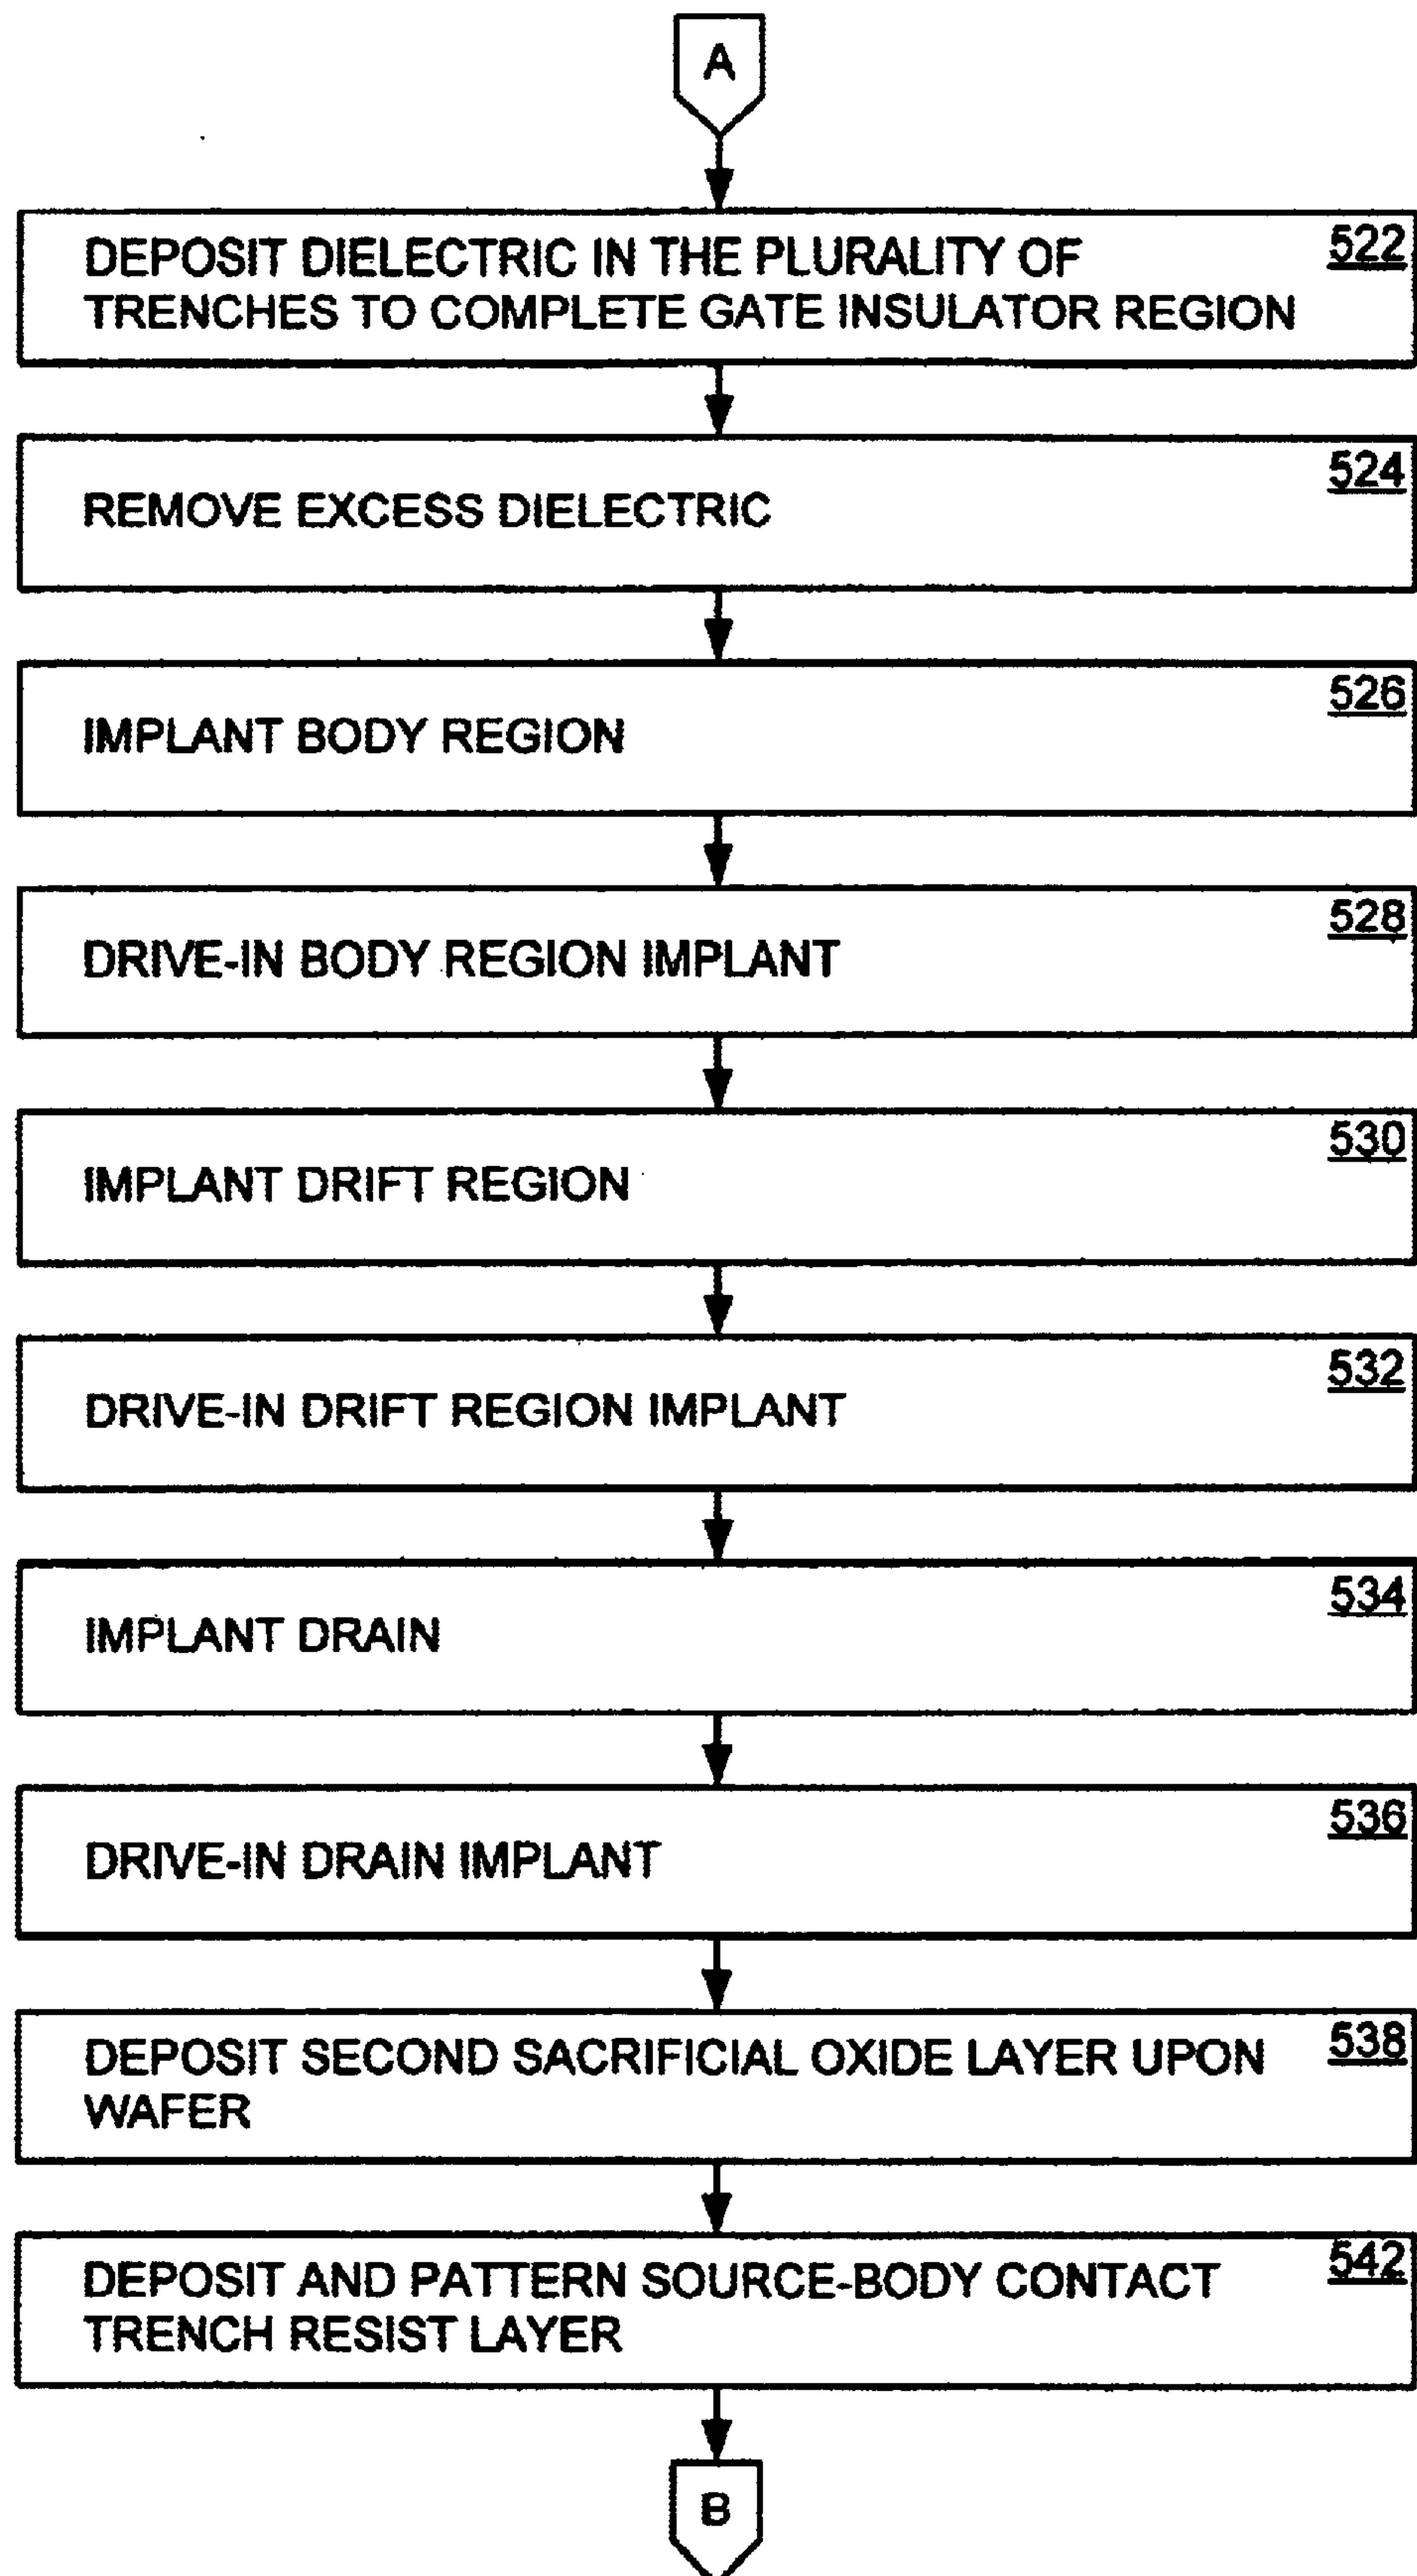 A
522
DEPOSIT DIELECTRIC IN THE PLURALITY OF
TRENCHES TO COMPLETE GATE INSULATOR REGION
524
REMOVE EXCESS DIELECTRIC
526
IMPLANT BODY REGION
528
DRIVE-IN BODY REGION IMPLANT
530
IMPLANT DRIFT REGION
532
DRIVE-IN DRIFT REGION IMPLANT
534
IMPLANT DRAIN
536
DRIVE-IN DRAIN IMPLANT
538
DEPOSIT SECOND SACRIFICIAL OXIDE LAYER UPON
WAFER
542
DEPOSIT AND PATTERN SOURCE-BODY CONTACT
TRENCH RESIST LAYER
B